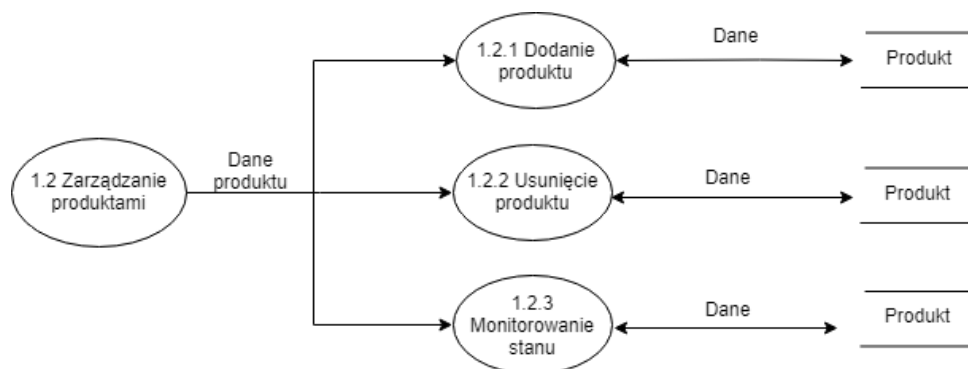 1.2.1 Dodanie
produktu
Dane
Produkt
1.2 Zarządzanie
produktami
Dane
produktu
1.2.2 Usunięcie
produktu
Dane
Produkt
1.2.3
Monitorowanie
stanu
Dane
Produkt